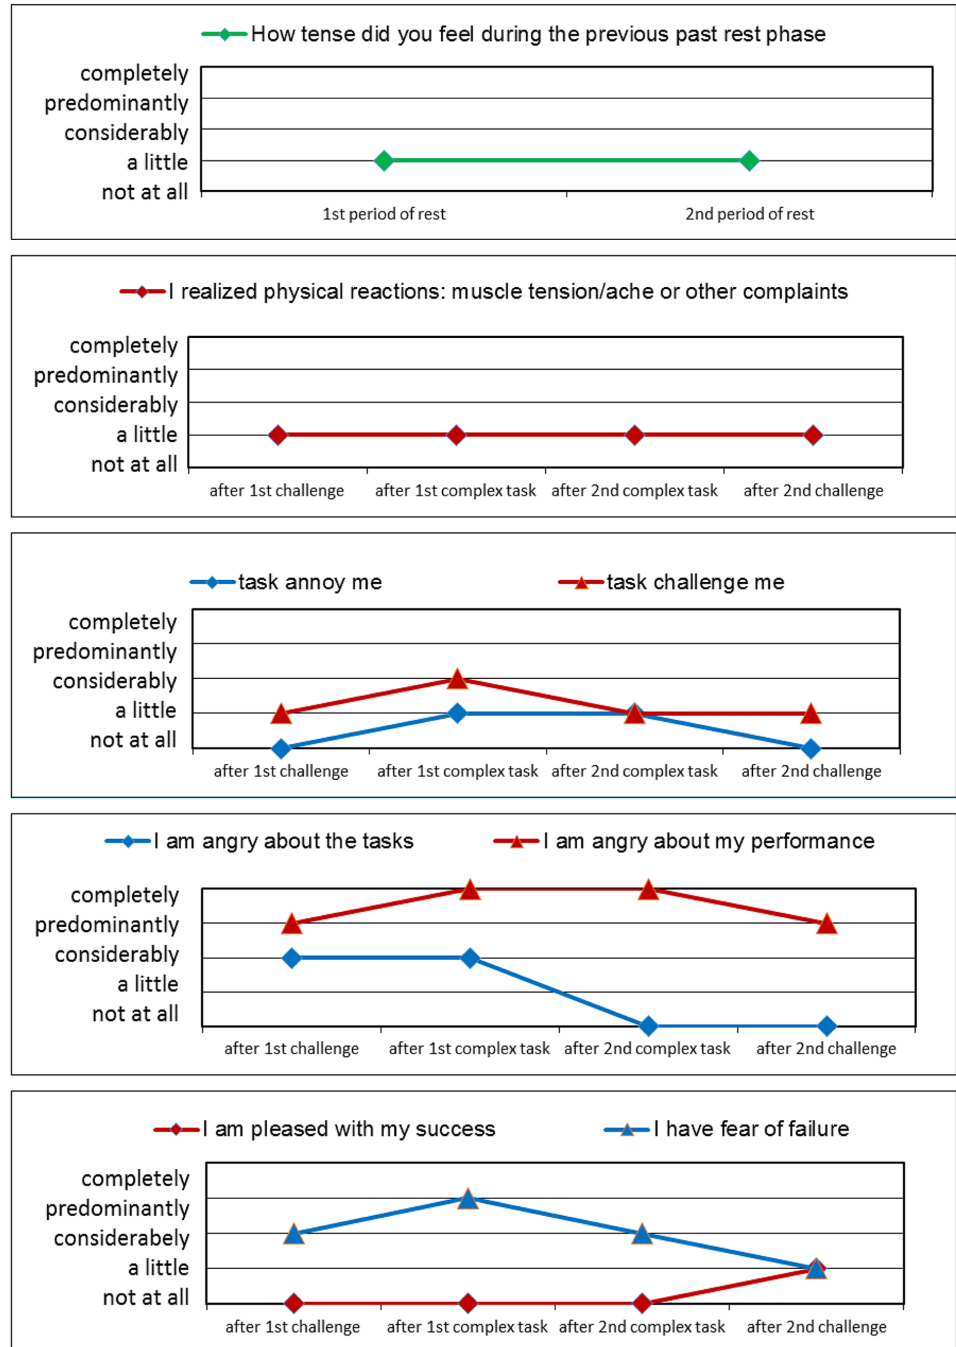 How tense did you feel during the previous past rest phase
completely
predominantly
considerably
a little
not at all
1st period of rest
2nd period of rest
I realized physical reactions: muscle tension/ache or other complaints
completely
predominantly
considerably
a little
not at all
after 1st challenge
after 1st complex task
after 2nd complex task
after 2nd challenge
task annoy me
task challenge me
completely
predominantly
considerably
a little
not at all
after 1st challenge
after 1st complex task
after 2nd complex task
after 2nd challenge
I am angry about the tasks
I am angry about my performance
completely
predominantly
considerably
a little
not at all
after 1st challenge
after 1st complex task
after 2nd complex task
after 2nd challenge
I am pleased with my success
I have fear of failure
completely
predominantly
considerabely
a little
not at all
after 1st challenge
after 1st complex task
after 2nd complex task
after 2nd challenge